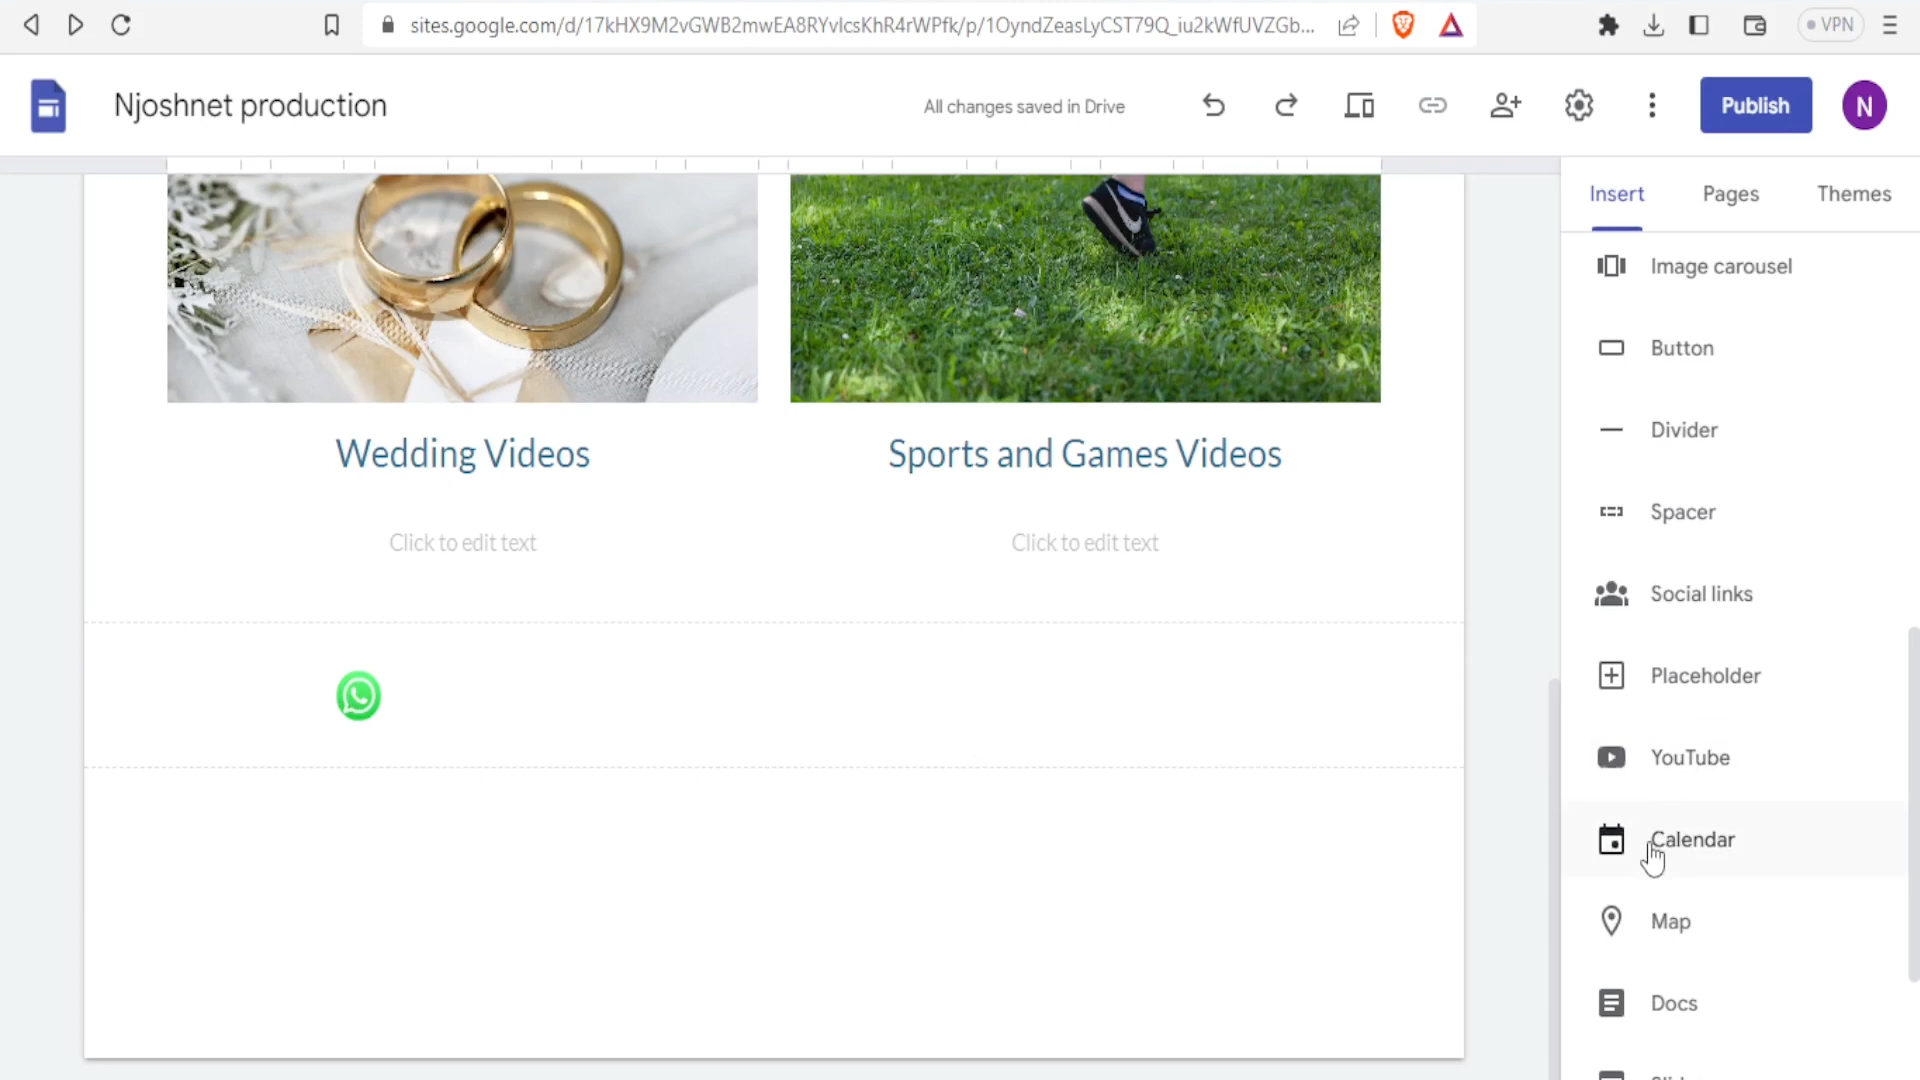 sites.google.com/d/17kHX9M2vGWB2mwEA8RYvIcsKhR4rWPfk/p/1OyndZeasLyCST79Q_iu2kWfUVZGb...
VPN
Njoshnet production
All changes saved in Drive
Publish
N
Insert
Pages
Themes
Image carousel
Button
Divider
Spacer
Social links
Placeholder
YouTube
Calendar
Map
Docs
Wedding Videos
Sports and Games Videos
Click to edit text
Click to edit text